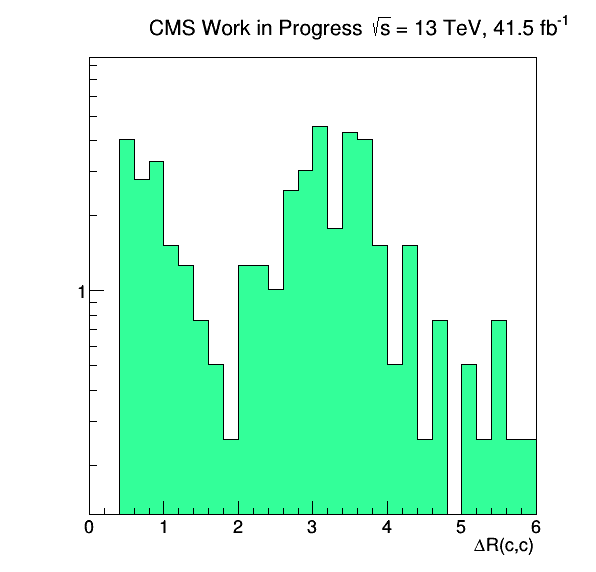 CMS Work in Progress √s = 13 TeV, 41.5 fb⁻¹
1
0 1 2 3 4 5 6
ΔR(c,c)